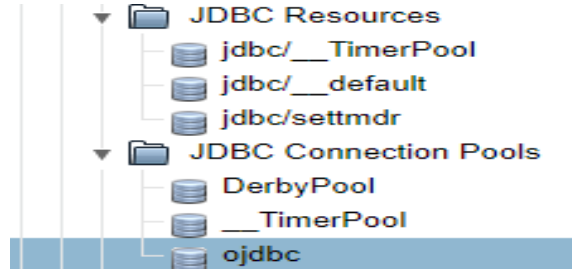 JDBC Resources
jdbc/__TimerPool
jdbc/__default
jdbc/settmdr
JDBC Connection Pools
DerbyPool
__TimerPool
ojdbc